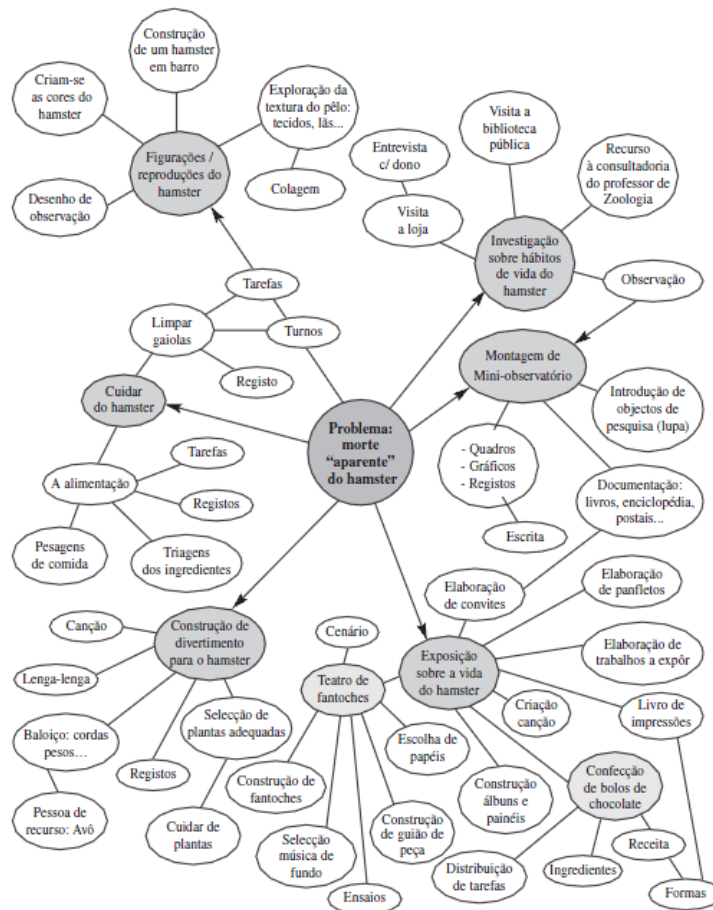 Construção
de um hamster
em barro
Criam-se
as cores do
hamster
Exploração da
textura do pêlo:
tecidos, lãs...
Figurações /
reproduções do
hamster
Desenho de
observação
Colagem
Visita a
biblioteca
pública
Entrevista
c/ dono
Recurso
à consultadoria
do professor de
Zoologia
Visita
a loja
Investigação
sobre hábitos
de vida do
hamster
Observação
Tarefas
Limpar
gaiolas
Turnos
Registo
Cuidar
do hamster
Montagem de
Mini-observatório
Introdução de
objectos de
pesquisa (lupa)
Problema:
morte
“aparente”
do hamster
- Quadros
- Gráficos
- Registos
Tarefas
A alimentação
Registos
Documentação:
livros, enciclopédia,
postais...
Escrita
Pesagens
de comida
Triagens
dos ingredientes
Elaboração
de convites
Elaboração
de panfletos
Canção
Construção de
divertimento
para o hamster
Cenário
Exposição
sobre a vida
do hamster
Elaboração de
trabalhos a expôr
Lenga-lenga
Teatro de
fantoches
Criação
canção
Livro de
impressões
Selecção de
plantas adequadas
Baloiço: cordas
pesos…
Escolha de
papéis
Registos
Construção de
fantoches
Construção
álbuns e
painéis
Confecção
de bolos de
chocolate
Pessoa de
recurso: Avô
Cuidar de
plantas
Selecção
música de
fundo
Construção
de guião de
peça
Distribuição
de tarefas
Ingredientes
Receita
Ensaios
Formas